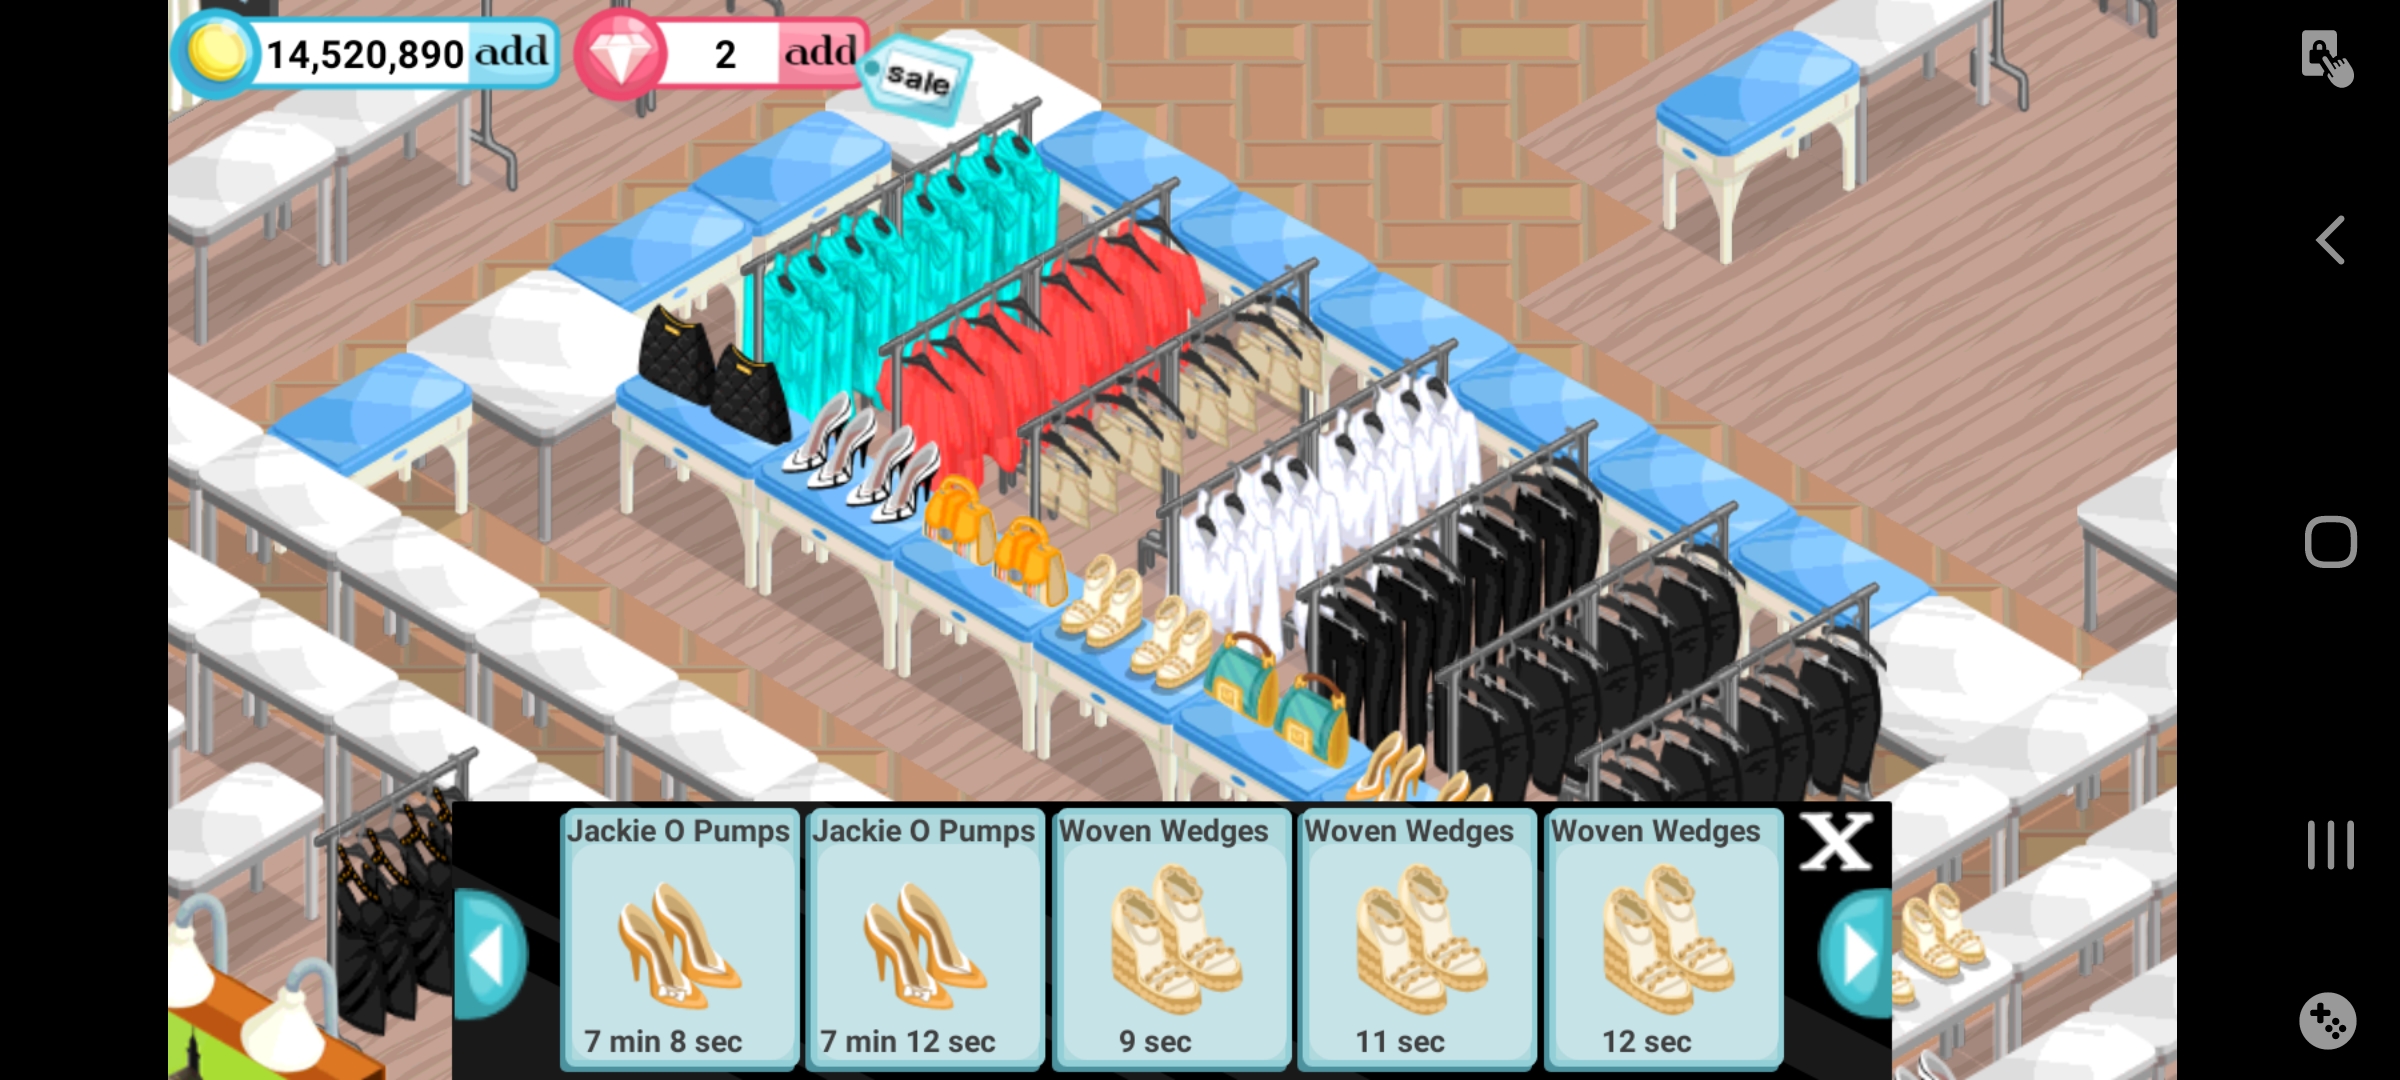 14,520,890 add
2 add
sale
Jackie O Pumps
7 min 8 sec
Jackie O Pumps
7 min 12 sec
Woven Wedges
9 sec
Woven Wedges
11 sec
Woven Wedges
12 sec
X